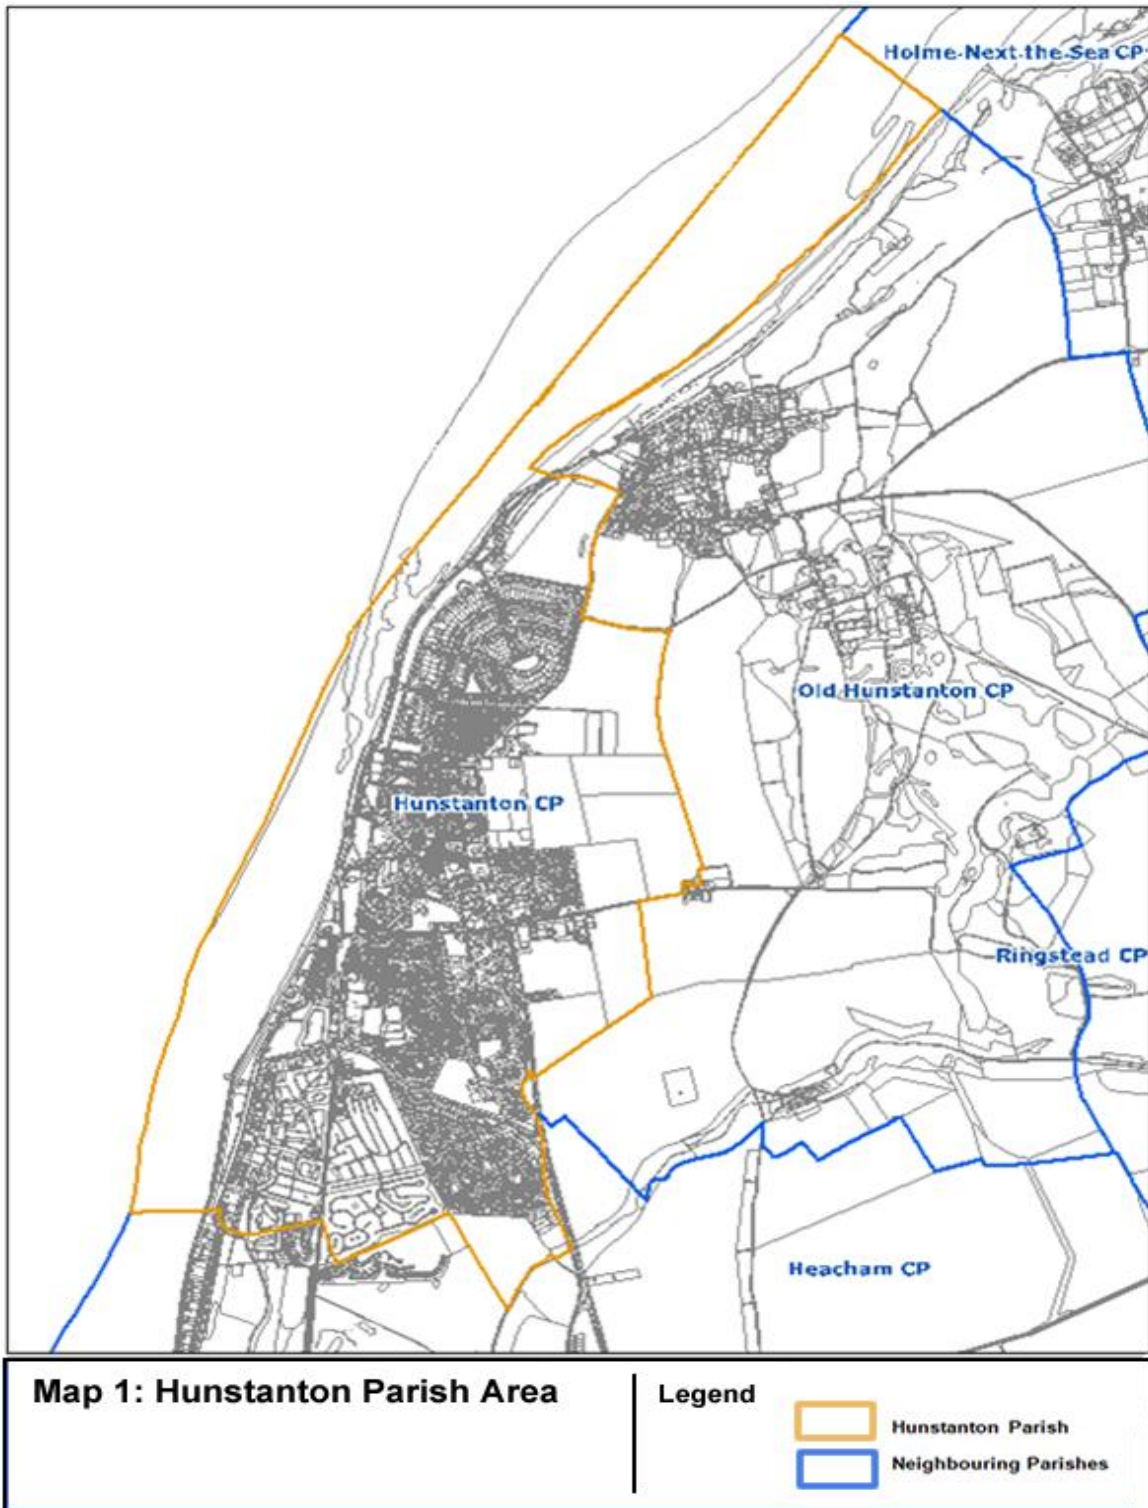 Holme-Next-the-Sea CP
Old Hunstanton CP
Hunstanton CP
Ringstead CP
Heacham CP
Map 1: Hunstanton Parish Area
Legend
Hunstanton Parish
Neighbouring Parishes